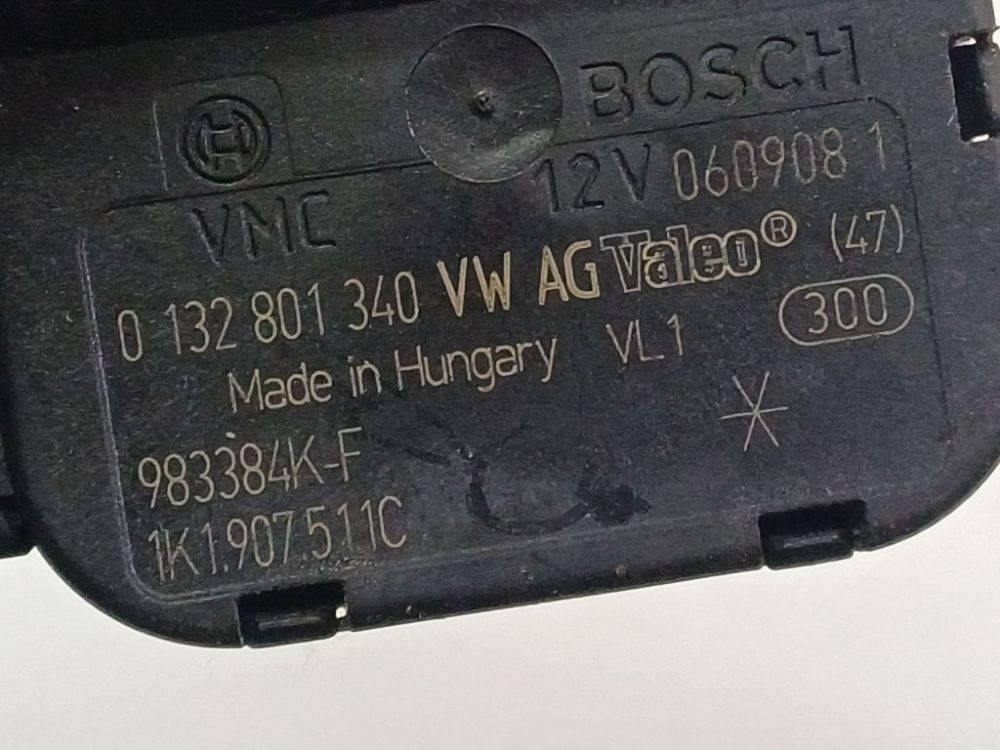 BOSCH
VMC 12V 060908 1
0 132 801 340 VW AG Valeo® (47)
Made in Hungary VL1 300
983384K-F
1K1.907.511C